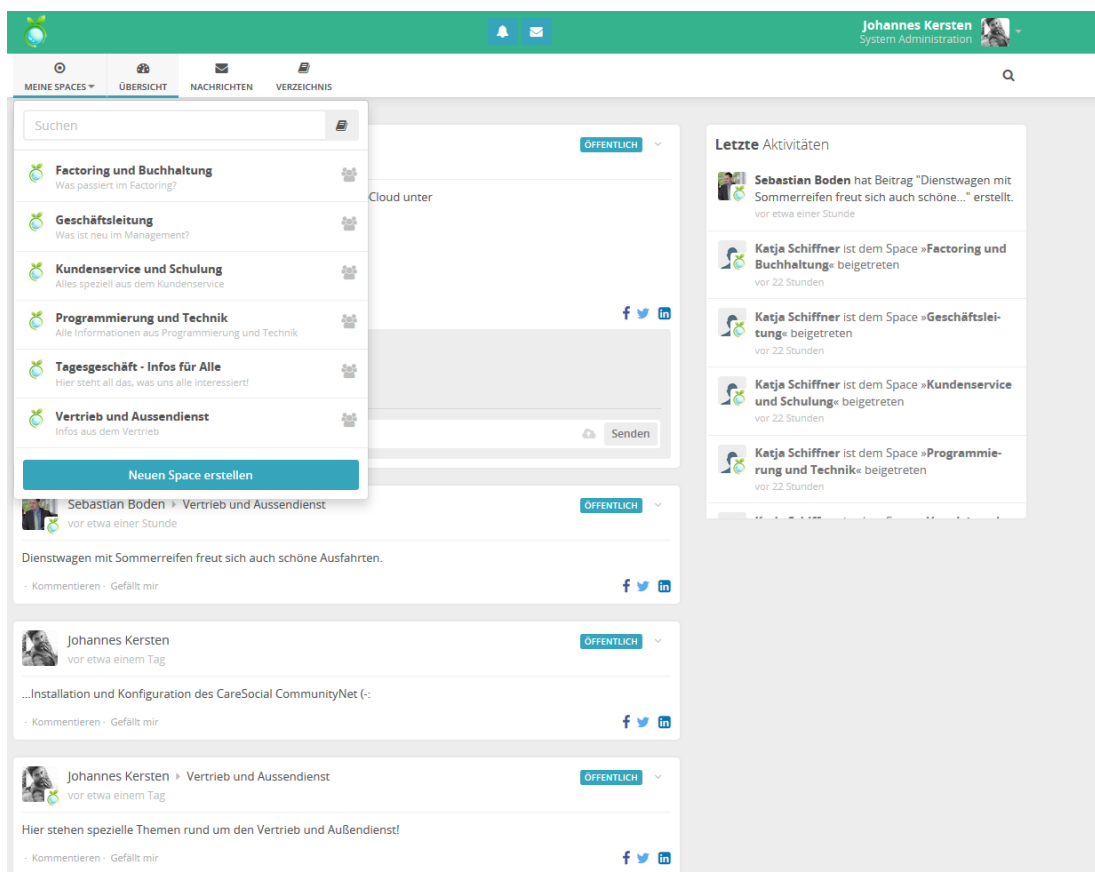 Johannes Kersten
System Administration
MEINE SPACES
ÜBERSICHT
NACHRICHTEN
VERZEICHNIS
Suchen
Factoring und Buchhaltung
Was passiert im Factoring?
Geschäftsleitung
Was ist neu im Management?
Kundenservice und Schulung
Alles speziell aus dem Kundenservice
Programmierung und Technik
Alle Informationen aus Programmierung und Technik
Tagesgeschäft - Infos für Alle
Hier steht all das, was uns alle interessiert!
Vertrieb und Aussendienst
Infos aus dem Vertrieb
Neuen Space erstellen
ÖFFENTLICH
Cloud unter
Senden
Sebastian Boden Vertrieb und Aussendienst
ÖFFENTLICH
vor etwa einer Stunde
Dienstwagen mit Sommerreifen freut sich auch schöne Ausfahrten.
· Kommentieren · Gefällt mir
Johannes Kersten
ÖFFENTLICH
vor etwa einem Tag
...Installation und Konfiguration des CareSocial CommunityNet (-:
· Kommentieren · Gefällt mir
Johannes Kersten Vertrieb und Aussendienst
ÖFFENTLICH
vor etwa einem Tag
Hier stehen spezielle Themen rund um den Vertrieb und Außendienst!
· Kommentieren · Gefällt mir
Letzte Aktivitäten
Sebastian Boden hat Beitrag "Dienstwagen mit
Sommerreifen freut sich auch schöne..." erstellt.
vor etwa einer Stunde
Katja Schiffner ist dem Space »Factoring und
Buchhaltung« beigetreten
vor 22 Stunden
Katja Schiffner ist dem Space »Geschäftslei-
tung« beigetreten
vor 22 Stunden
Katja Schiffner ist dem Space »Kundenservice
und Schulung« beigetreten
vor 22 Stunden
Katja Schiffner ist dem Space »Programmie-
rung und Technik« beigetreten
vor 22 Stunden